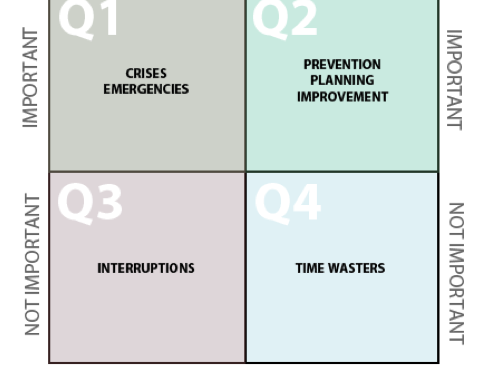 Q1
Q2
IMPORTANT
CRISES
EMERGENCIES
PREVENTION
PLANNING
IMPROVEMENT
IMPORTANT
Q3
Q4
NOT IMPORTANT
INTERRUPTIONS
TIME WASTERS
NOT IMPORTANT